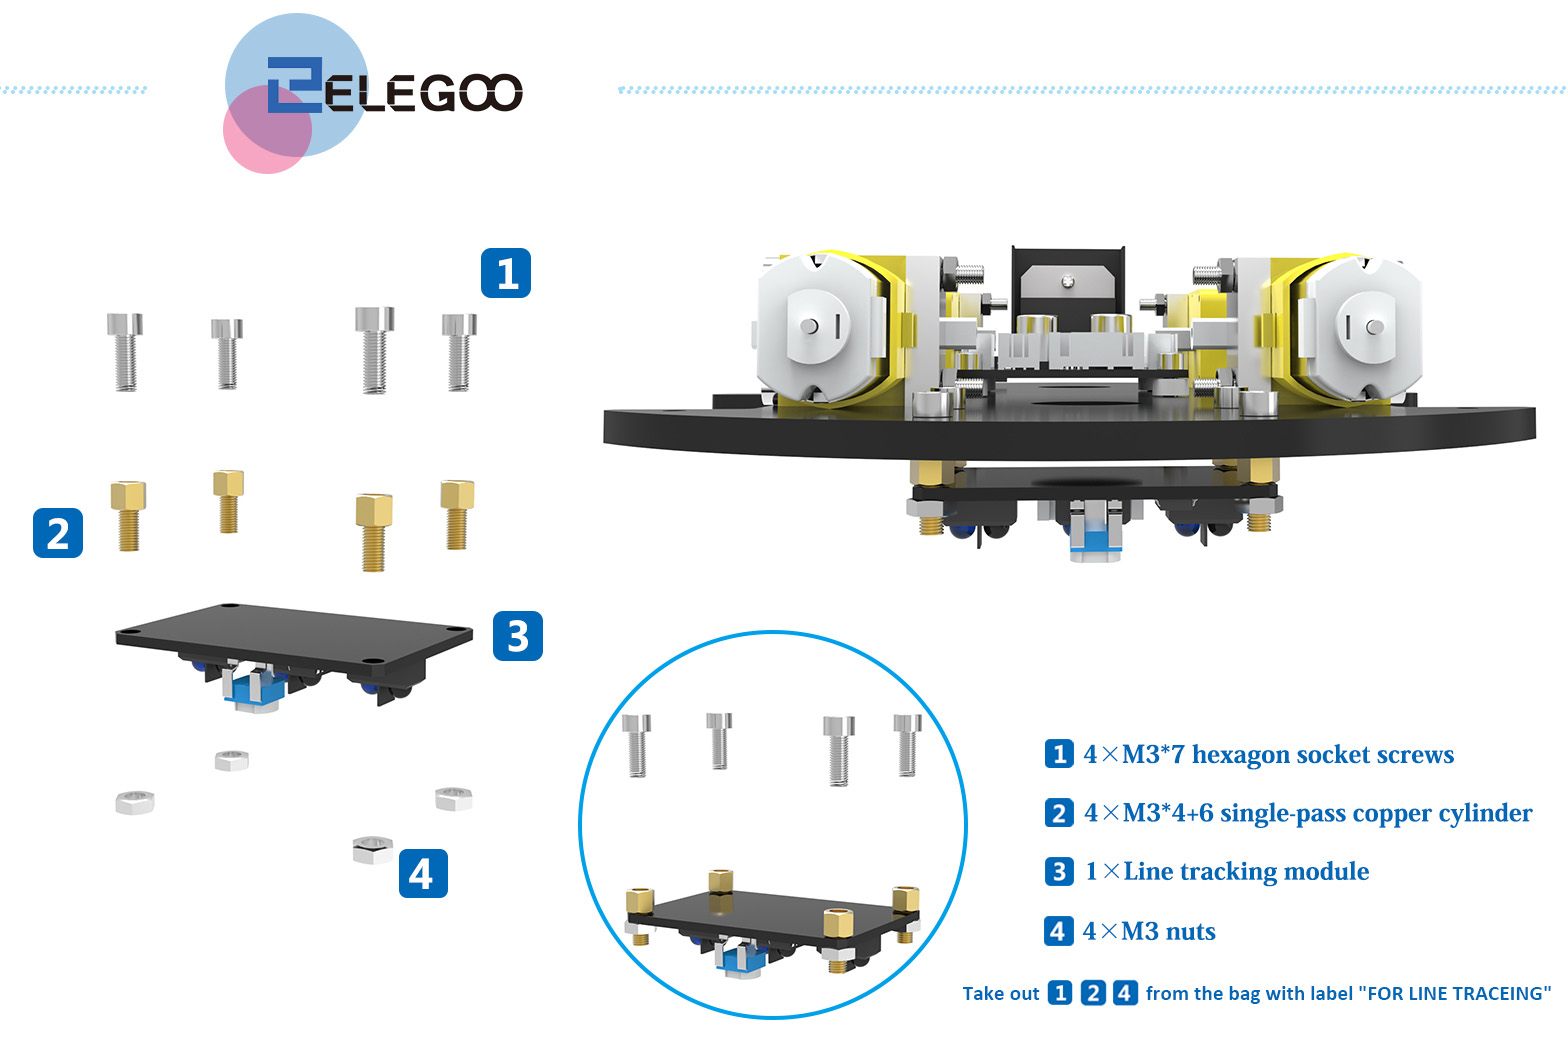 ELEGOO
1
2
3
4
1 4×M3*7 hexagon socket screws
2 4×M3*4+6 single-pass copper cylinder
3 1×Line tracking module
4 4×M3 nuts
Take out 1 2 4 from the bag with label "FOR LINE TRACEING"